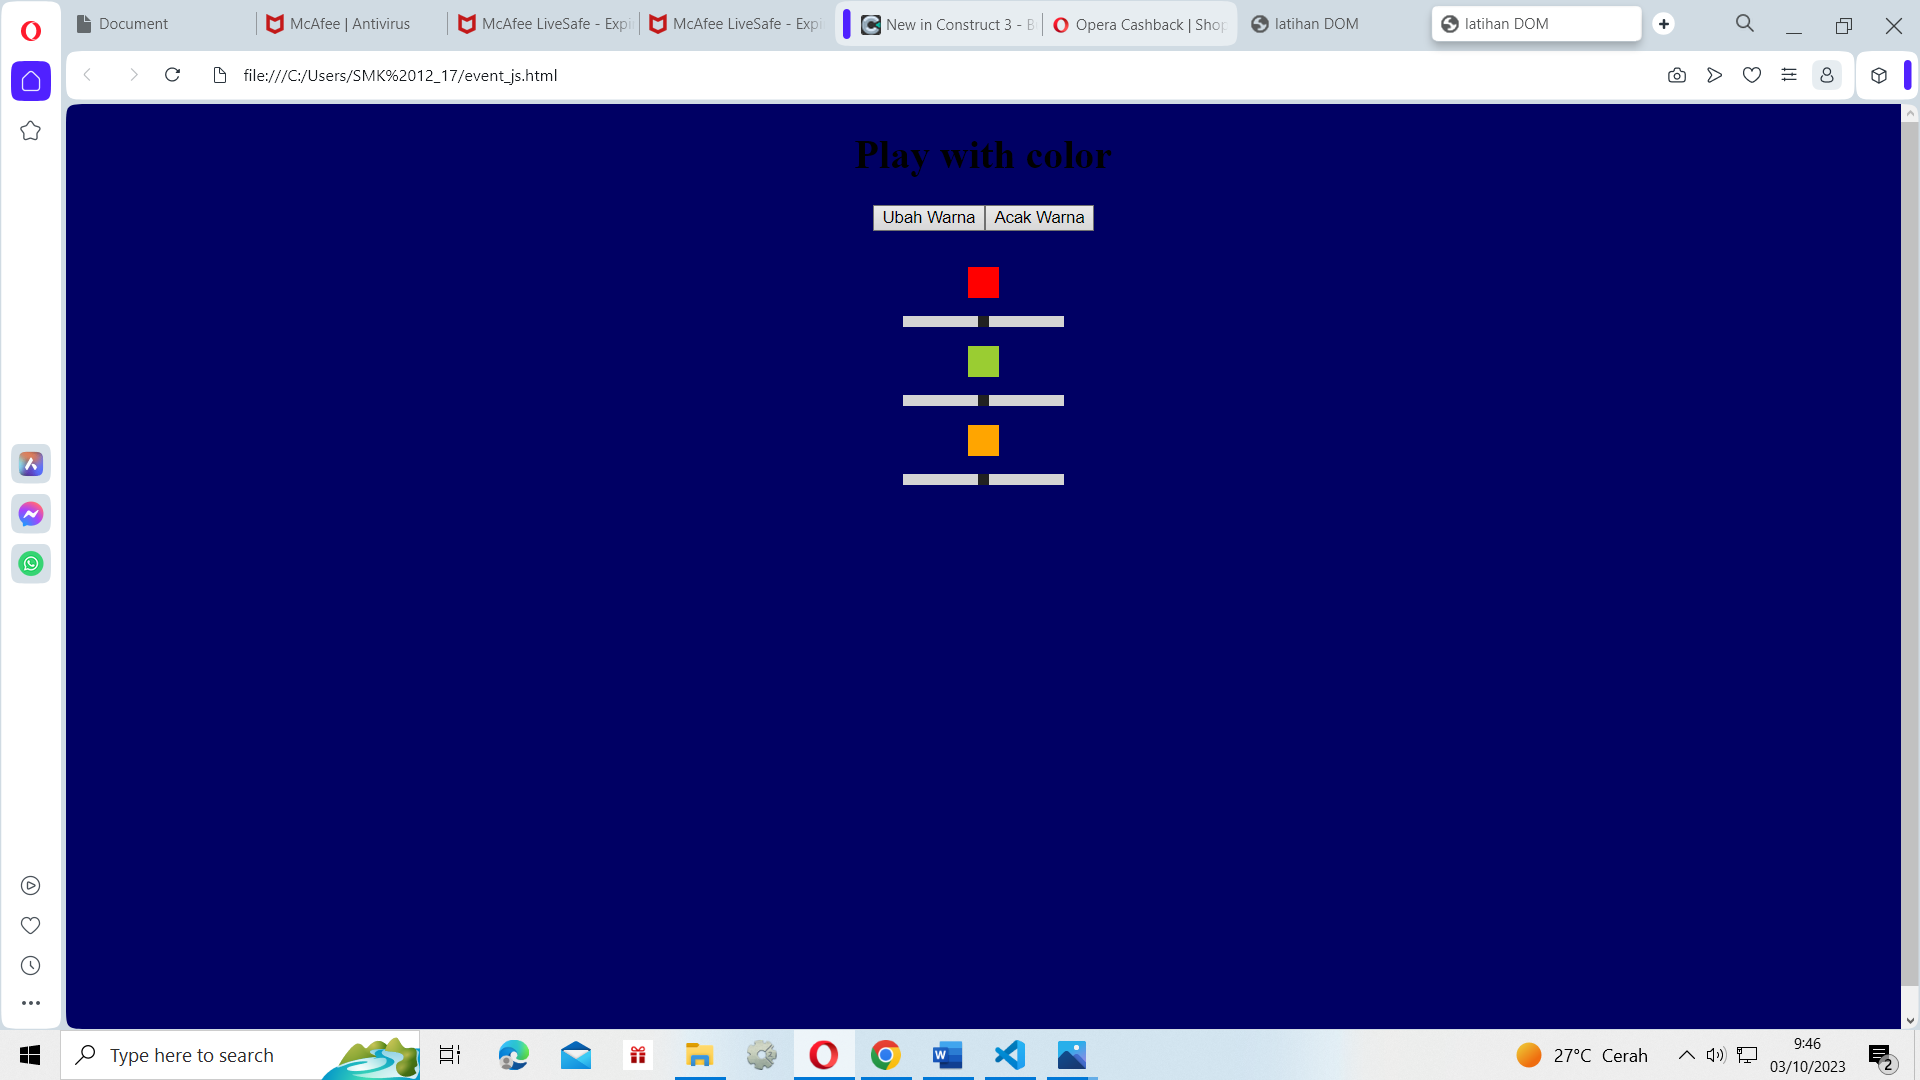 Document
McAfee | Antivirus
McAfee LiveSafe - Expi
McAfee LiveSafe - Exp
New in Construct 3 - B
Opera Cashback | Shop
latihan DOM
latihan DOM
file:///C:/Users/SMK%2012_17/event_js.html
Play with color
Ubah Warna
Acak Warna
Type here to search
27°C Cerah
9:46
03/10/2023
2